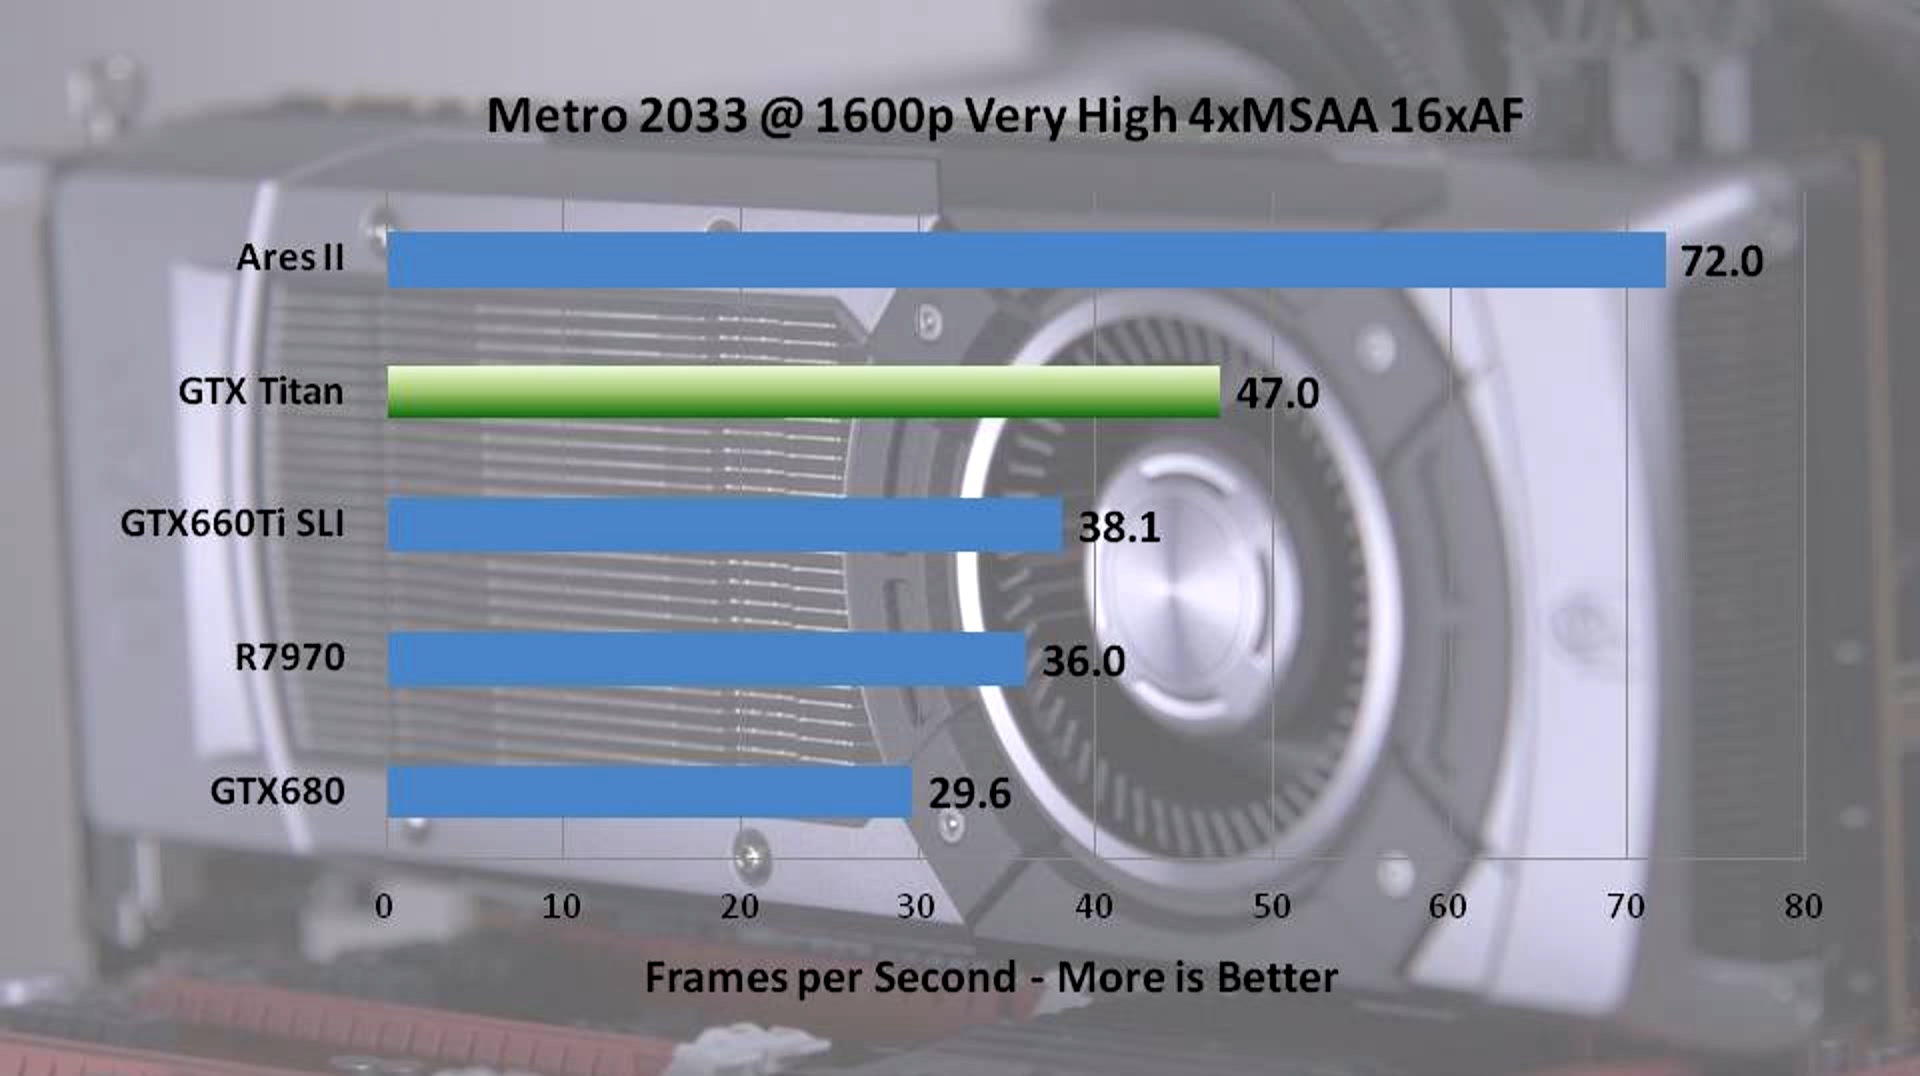 Metro 2033 @ 1600p Very High 4xMSAA 16xAF
Ares II 72.0
GTX Titan 47.0
GTX660Ti SLI 38.1
R7970 36.0
GTX680 29.6
0 10 20 30 40 50 60 70 80
Frames per Second - More is Better